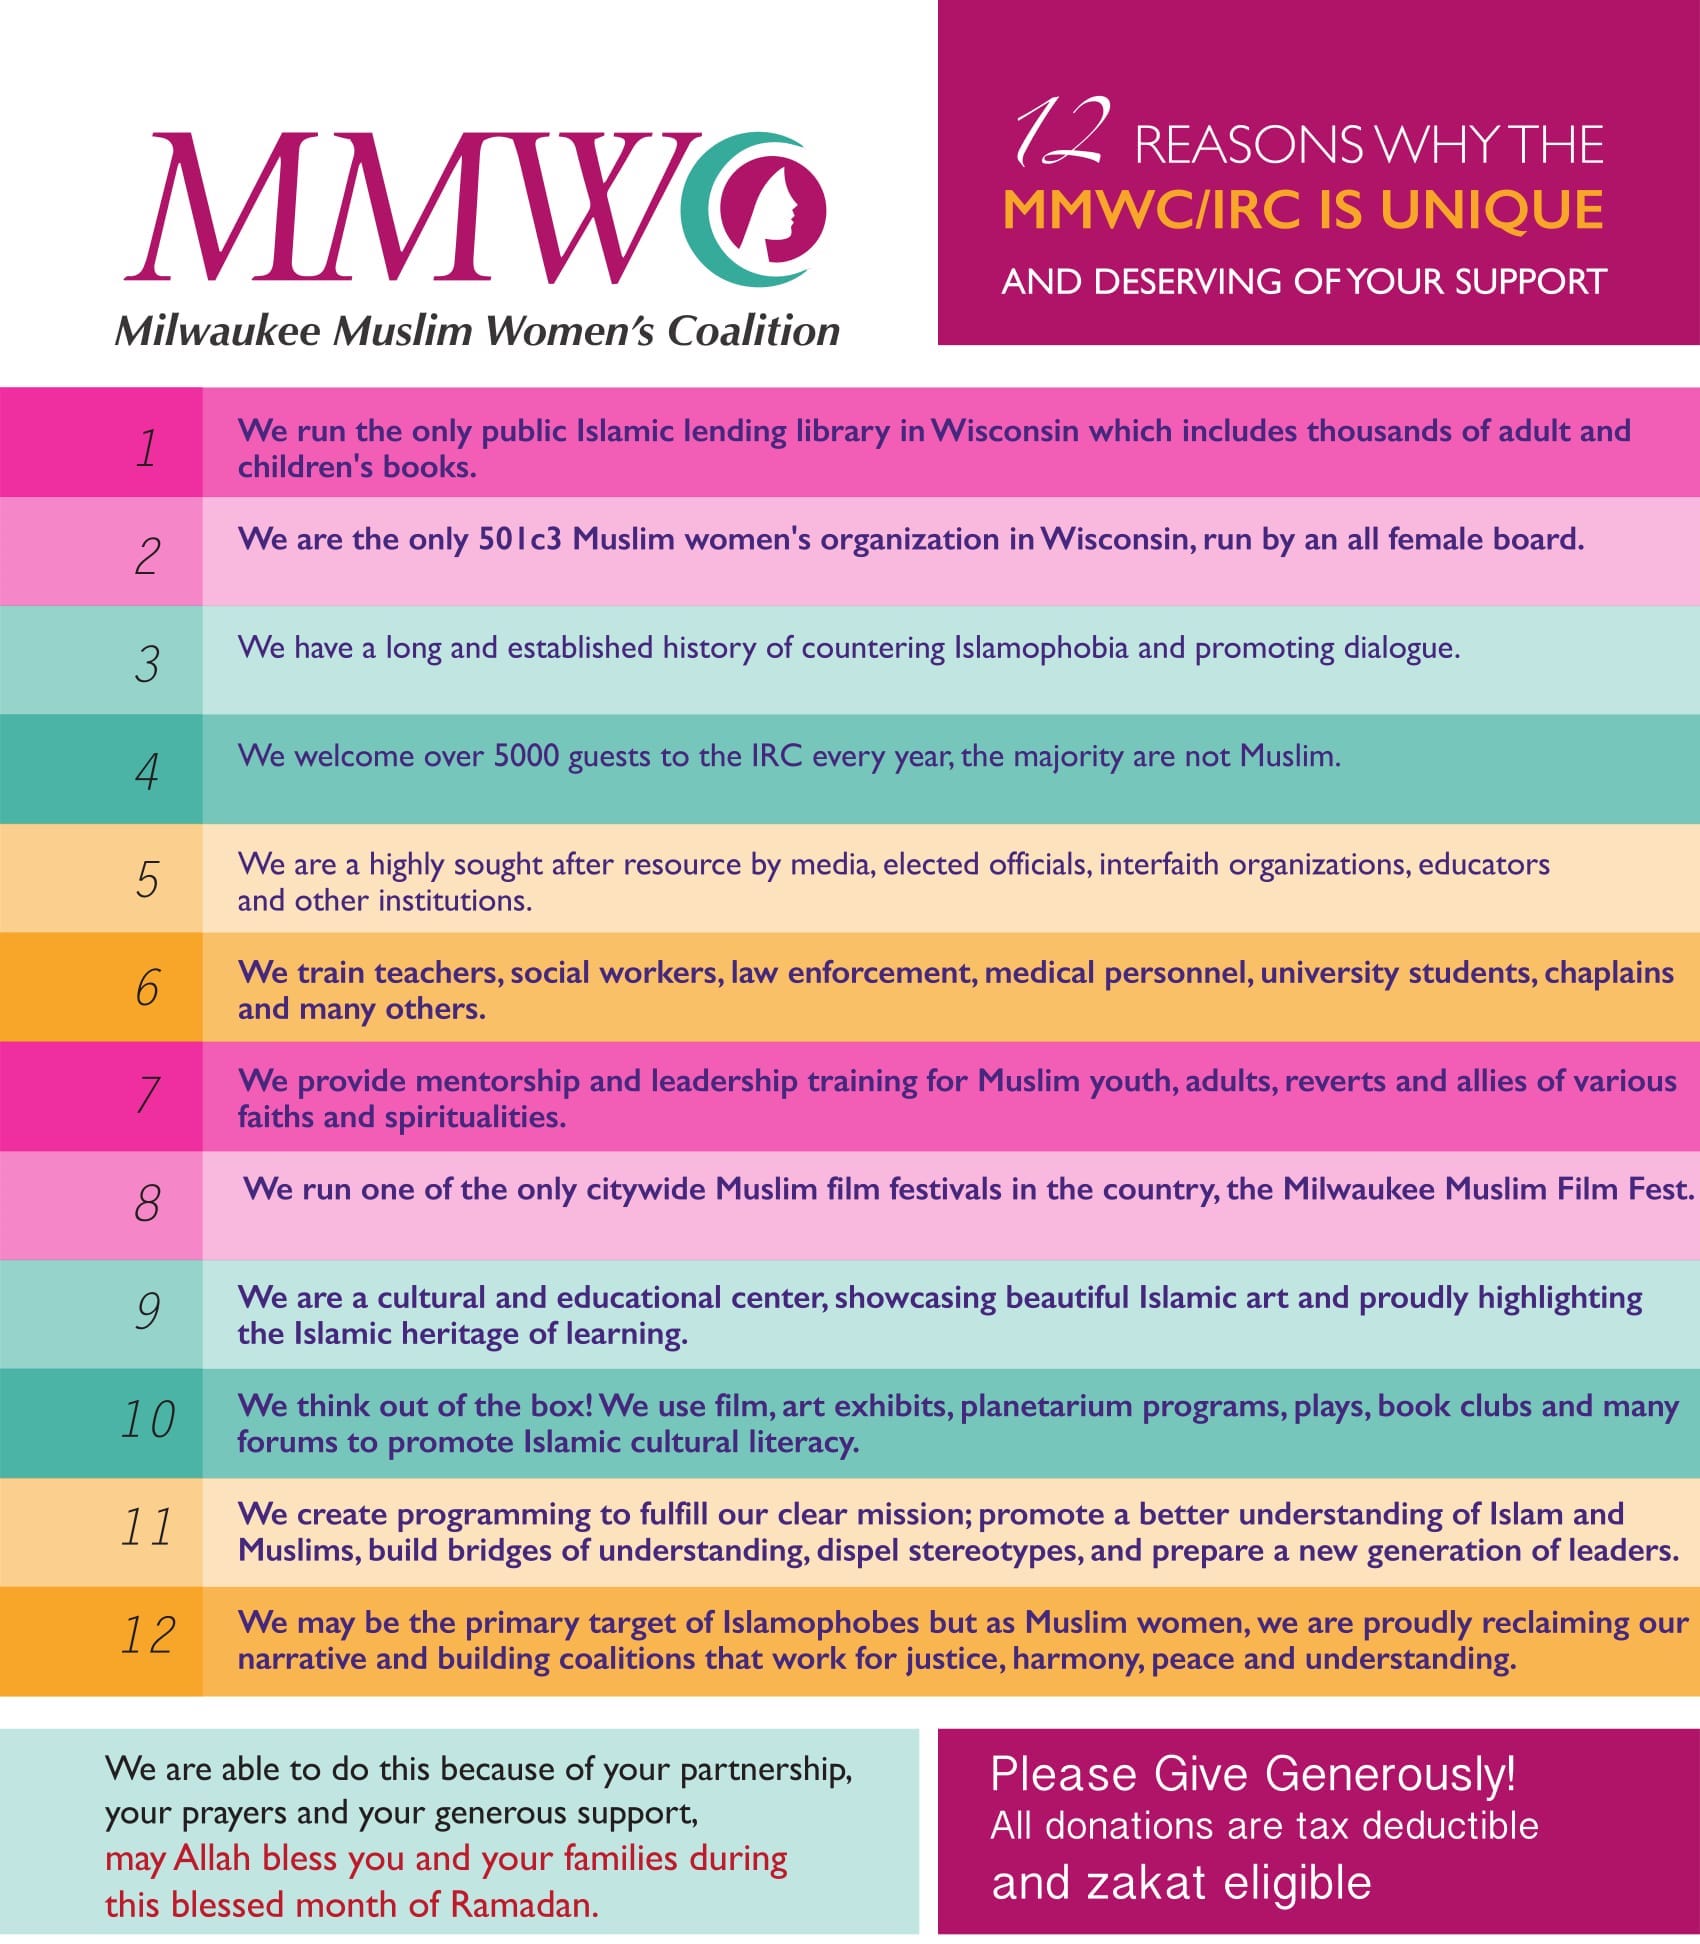 MMWC
Milwaukee Muslim Women's Coalition
12 REASONS WHY THE
MMWC/IRC IS UNIQUE
AND DESERVING OF YOUR SUPPORT
1
We run the only public Islamic lending library in Wisconsin which includes thousands of adult and
children's books.
2
We are the only 501c3 Muslim women's organization in Wisconsin, run by an all female board.
3
We have a long and established history of countering Islamophobia and promoting dialogue.
4
We welcome over 5000 guests to the IRC every year, the majority are not Muslim.
5
We are a highly sought after resource by media, elected officials, interfaith organizations, educators
and other institutions.
6
We train teachers, social workers, law enforcement, medical personnel, university students, chaplains
and many others.
7
We provide mentorship and leadership training for Muslim youth, adults, reverts and allies of various
faiths and spiritualities.
8
We run one of the only citywide Muslim film festivals in the country, the Milwaukee Muslim Film Fest.
9
We are a cultural and educational center, showcasing beautiful Islamic art and proudly highlighting
the Islamic heritage of learning.
10
We think out of the box! We use film, art exhibits, planetarium programs, plays, book clubs and many
forums to promote Islamic cultural literacy.
11
We create programming to fulfill our clear mission; promote a better understanding of Islam and
Muslims, build bridges of understanding, dispel stereotypes, and prepare a new generation of leaders.
12
We may be the primary target of Islamophobes but as Muslim women, we are proudly reclaiming our
narrative and building coalitions that work for justice, harmony, peace and understanding.
We are able to do this because of your partnership,
your prayers and your generous support,
may Allah bless you and your families during
this blessed month of Ramadan.
Please Give Generously!
All donations are tax deductible
and zakat eligible